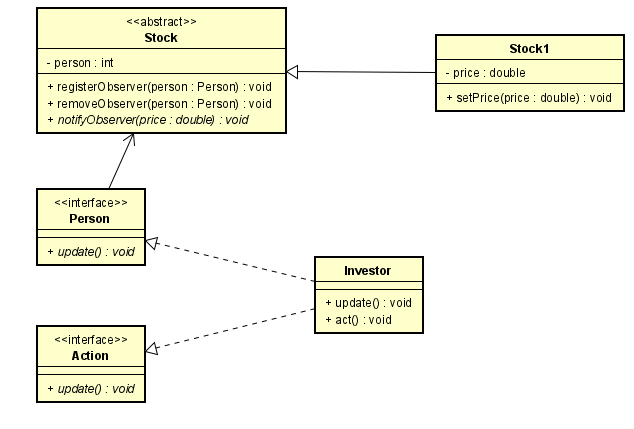 <<abstract>>
Stock
- person : int
+ registerObserver(person : Person) : void
+ removeObserver(person : Person) : void
+ notifyObserver(price : double) : void
Stock1
- price : double
+ setPrice(price : double) : void
<<interface>>
Person
+ update() : void
Investor
+ update() : void
+ act() : void
<<interface>>
Action
+ update() : void